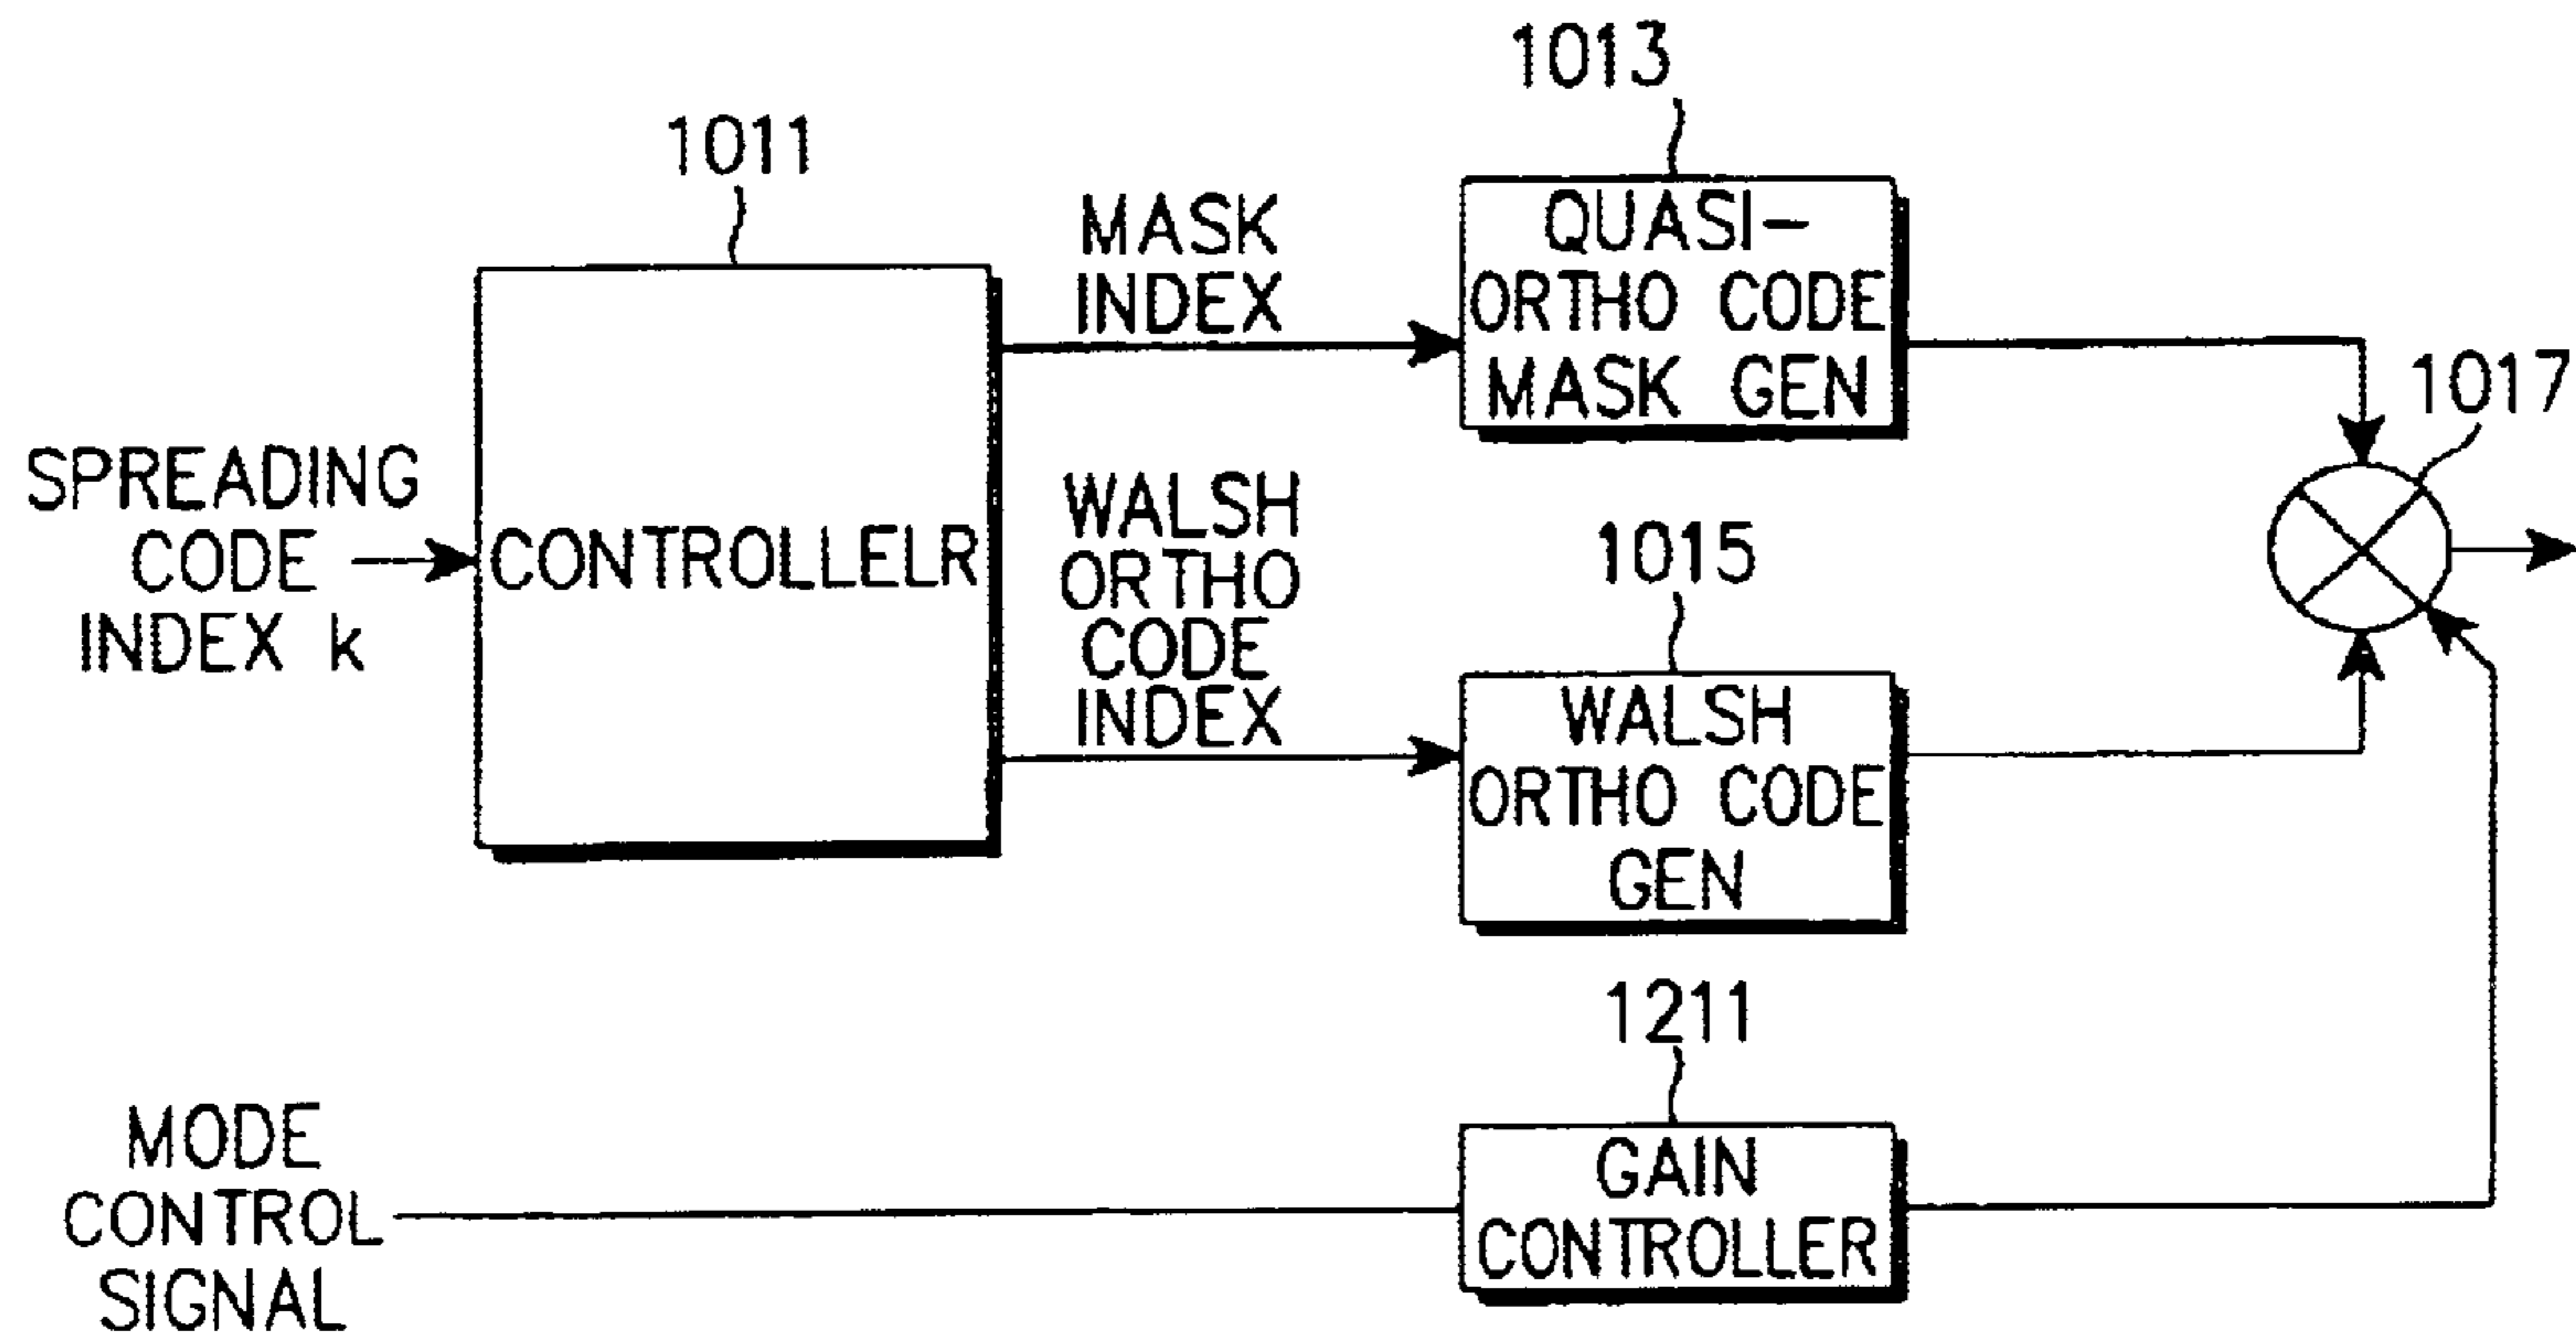 1013
1011
MASK
INDEX
QUASI-
ORTHO CODE
MASK GEN
1017
SPREADING
CODE
INDEX k
CONTROLLELR
WALSH
ORTHO
CODE
INDEX
1015
WALSH
ORTHO CODE
GEN
1211
MODE
CONTROL
SIGNAL
GAIN
CONTROLLER